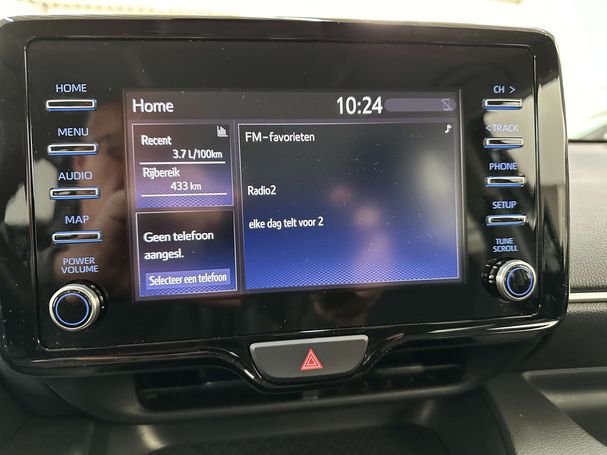 HOME
MENU
AUDIO
MAP
POWER
VOLUME
Home
10:24
Recent
3.7 L/100km
Rijbereik
433 km
Geen telefoon
aangesl.
Selecteer een telefoon
FM-favorieten
Radio2
elke dag telt voor 2
CH >
< TRACK
PHONE
SETUP
TUNE
SCROLL